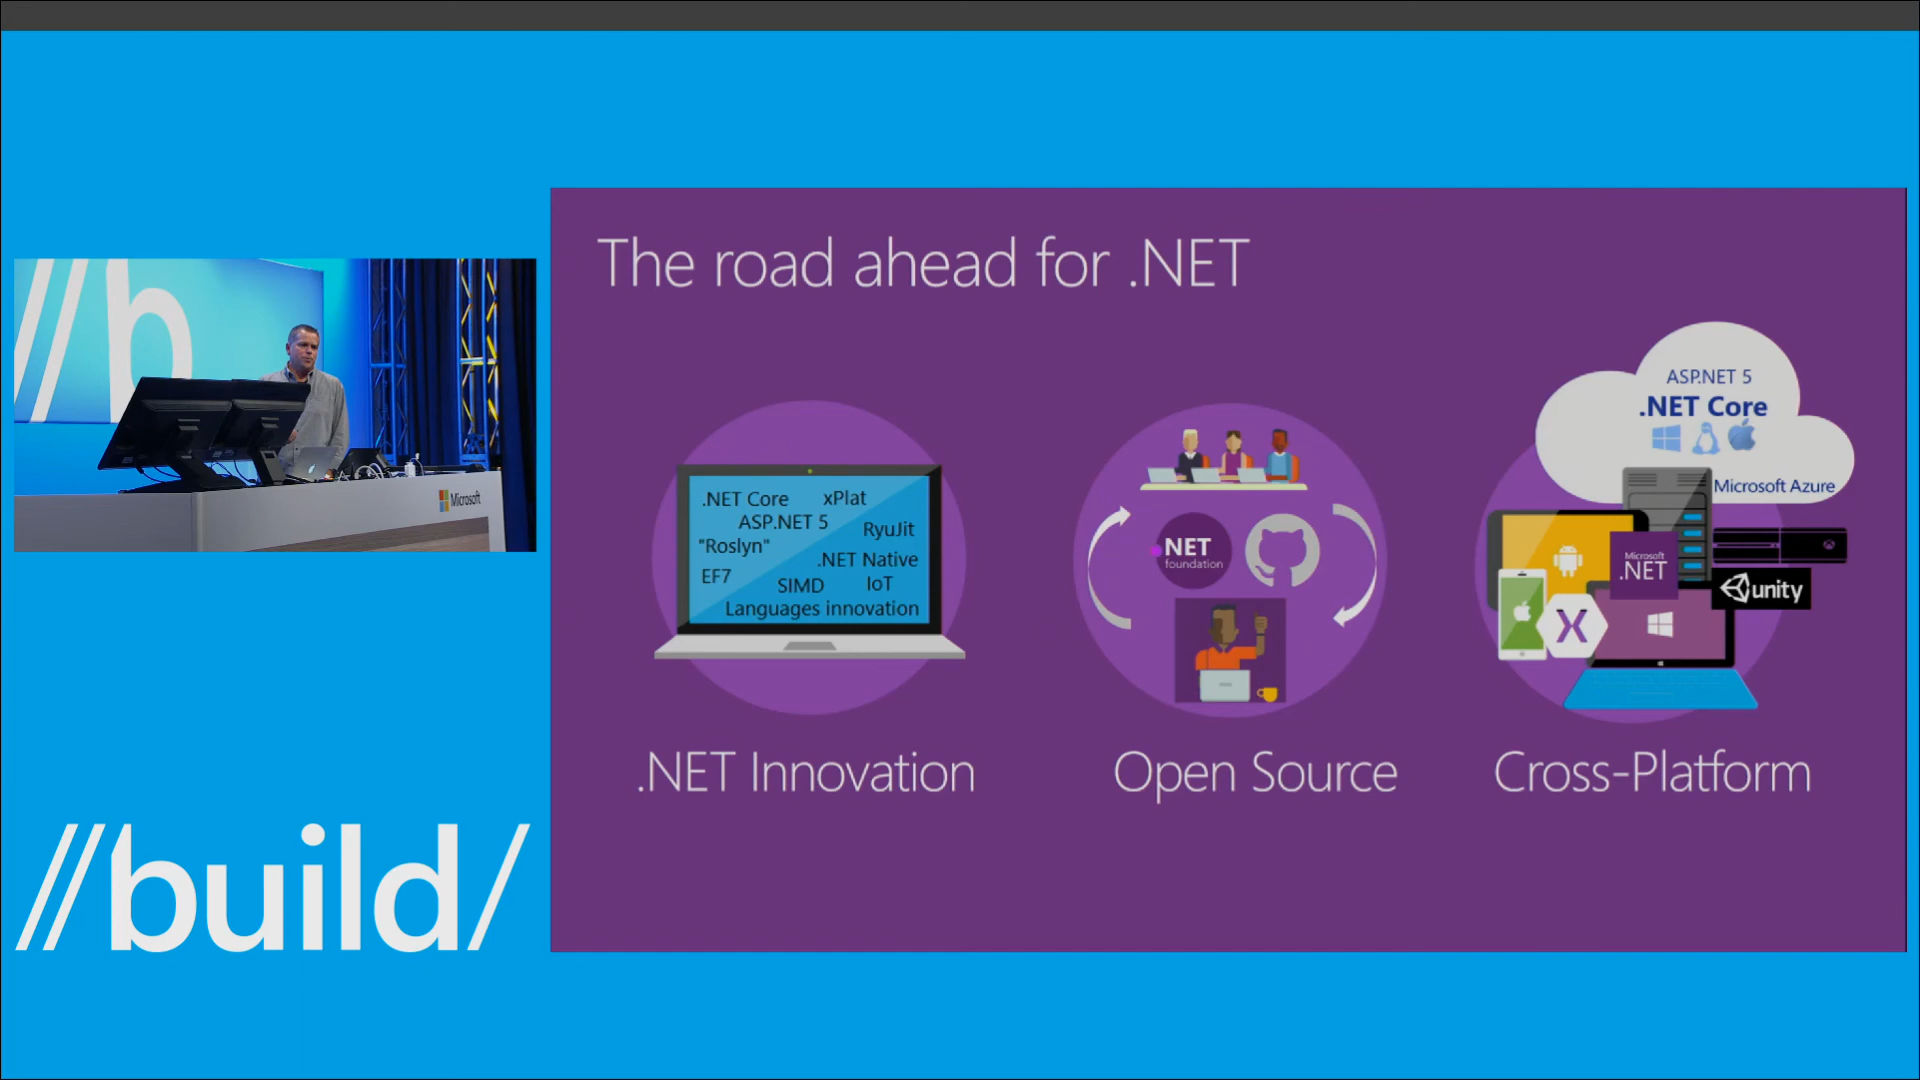 The road ahead for .NET
//b
Microsoft
.NET Core xPlat
ASP.NET 5 RyuJit
"Roslyn"
.NET Native
EF7 SIMD IoT
Languages innovation
.NET
foundation
ASP.NET 5
.NET Core
Microsoft Azure
Microsoft
.NET
unity
.NET Innovation
Open Source
Cross-Platform
//build/